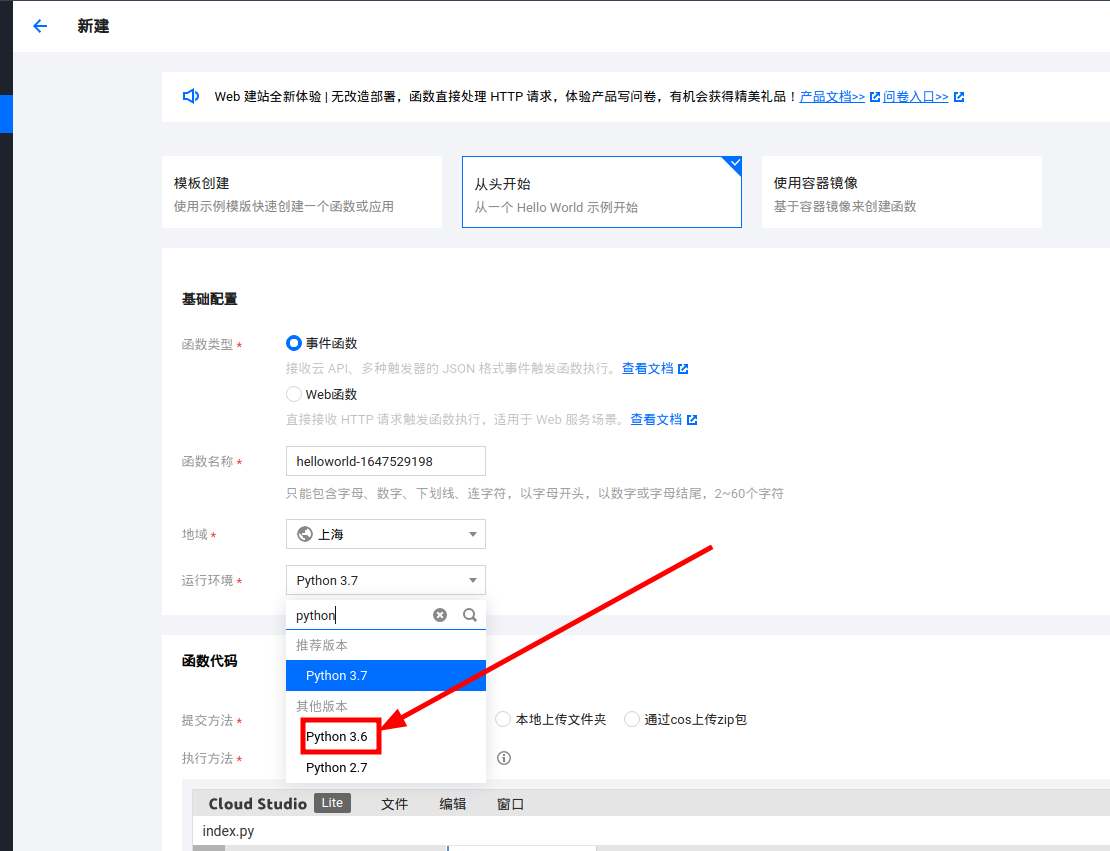 新建
Web 建站全新体验 | 无改造部署，函数直接处理 HTTP 请求，体验产品写问卷，有机会获得精美礼品！产品文档>> 问卷入口>>
模板创建
使用示例模版快速创建一个函数或应用
从头开始
从一个 Hello World 示例开始
使用容器镜像
基于容器镜像来创建函数
基础配置
函数类型 *
事件函数
接收云 API、多种触发器的 JSON 格式事件触发函数执行。查看文档
Web函数
直接接收 HTTP 请求触发函数执行，适用于 Web 服务场景。查看文档
函数名称 *
helloworld-1647529198
只能包含字母、数字、下划线、连字符，以字母开头，以数字或字母结尾，2~60个字符
地域 *
上海
运行环境 *
Python 3.7
python
推荐版本
Python 3.7
其他版本
Python 3.6
Python 2.7
函数代码
提交方法 *
本地上传文件夹 通过cos上传zip包
执行方法 *
Cloud Studio Lite 文件 编辑 窗口
index.py